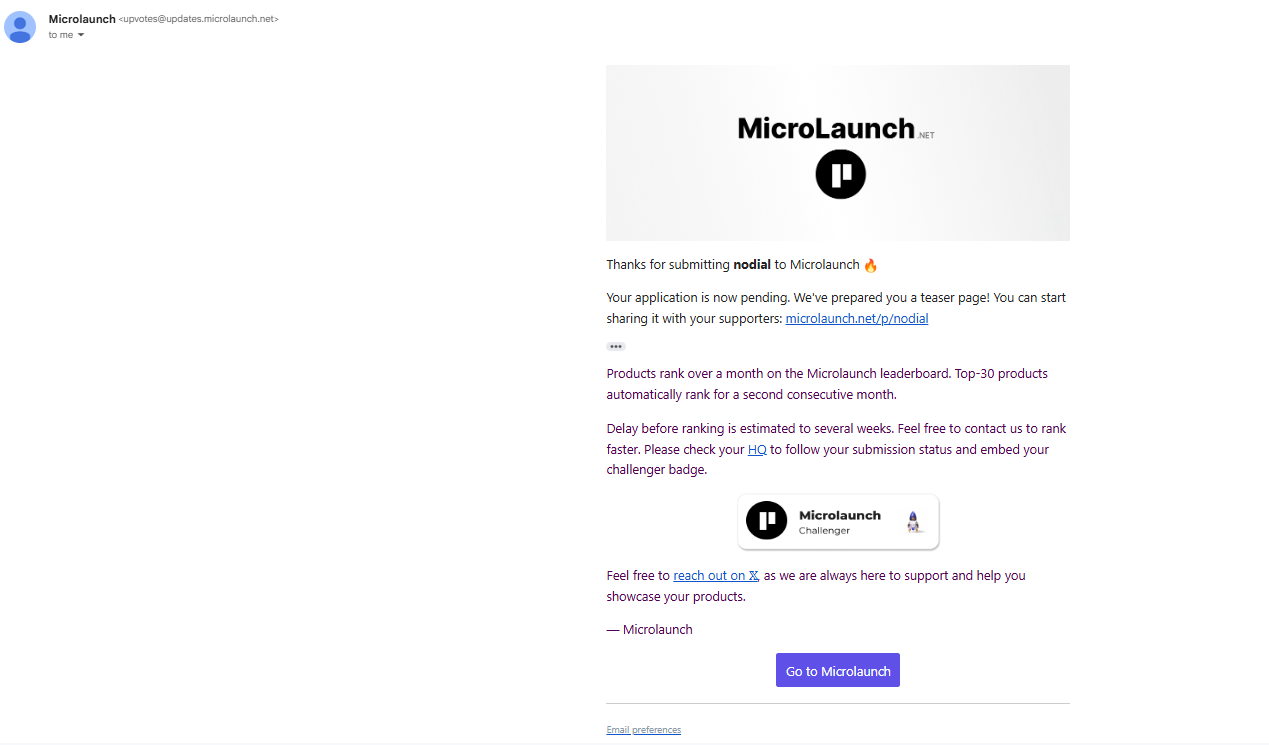 Microlaunch <upvotes@updates.microlaunch.net>
to me
MicroLaunch.NET
Thanks for submitting nodial to Microlaunch 🔥
Your application is now pending. We've prepared you a teaser page! You can start
sharing it with your supporters: microlaunch.net/p/nodial
Products rank over a month on the Microlaunch leaderboard. Top-30 products
automatically rank for a second consecutive month.
Delay before ranking is estimated to several weeks. Feel free to contact us to rank
faster. Please check your HQ to follow your submission status and embed your
challenger badge.
Microlaunch
Challenger
Feel free to reach out on 𝕏, as we are always here to support and help you
showcase your products.
— Microlaunch
Go to Microlaunch
Email preferences